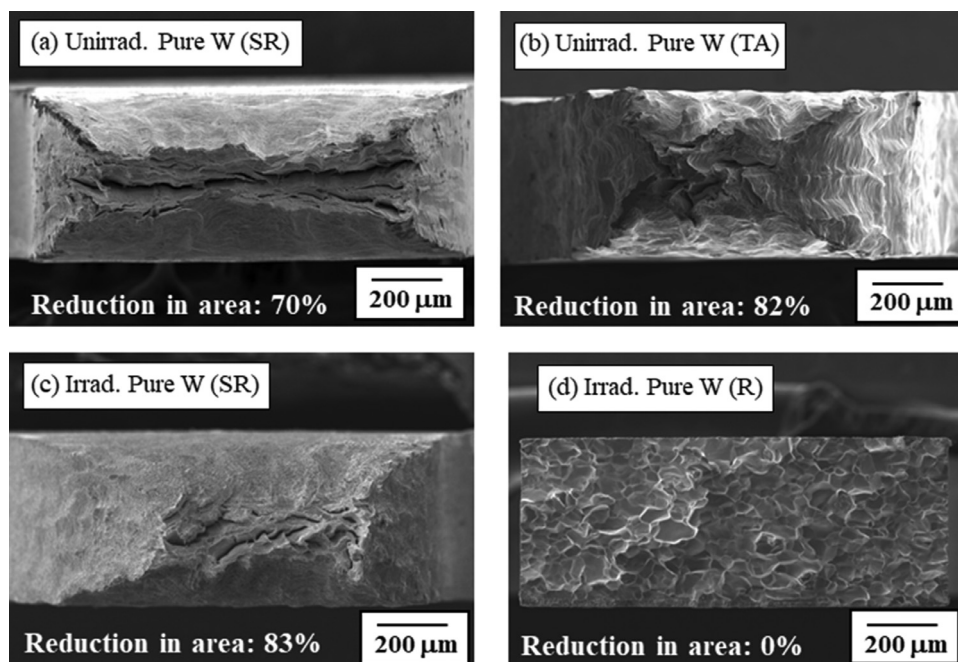 (a) Unirrad. Pure W (SR)
200 μm
Reduction in area: 70%
(b) Unirrad. Pure W (TA)
200 μm
Reduction in area: 82%
(c) Irrad. Pure W (SR)
200 μm
Reduction in area: 83%
(d) Irrad. Pure W (R)
200 μm
Reduction in area: 0%